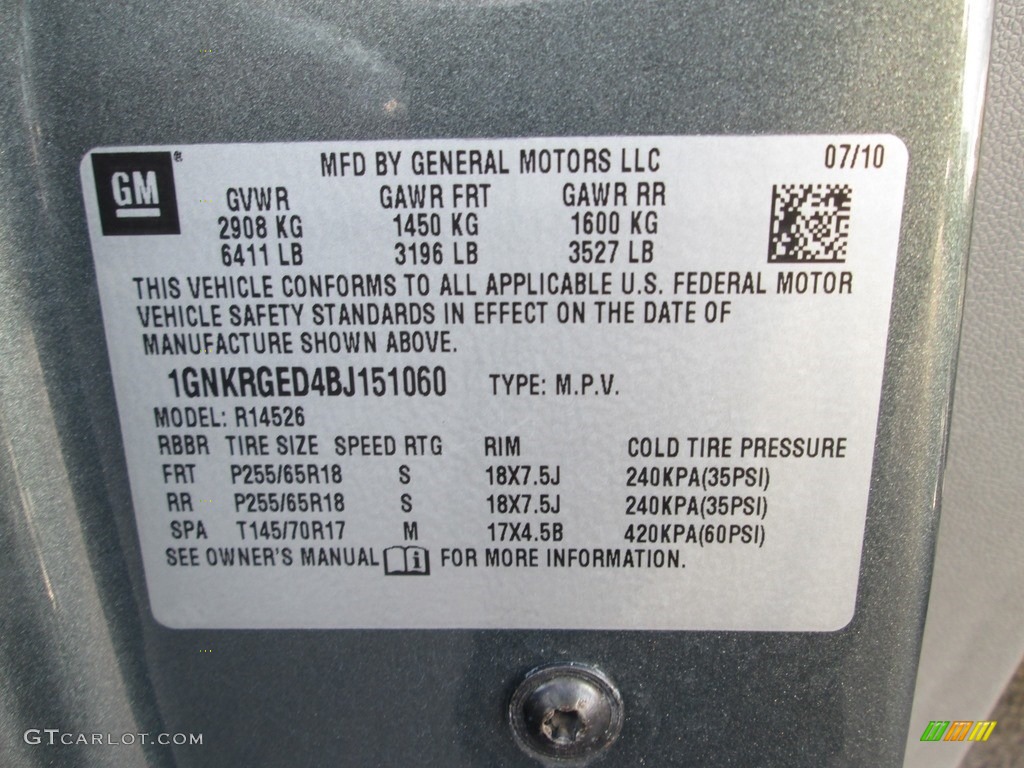 GM® MFD BY GENERAL MOTORS LLC 07/10
GVWR GAWR FRT GAWR RR
2908 KG 1450 KG 1600 KG
6411 LB 3196 LB 3527 LB
THIS VEHICLE CONFORMS TO ALL APPLICABLE U.S. FEDERAL MOTOR
VEHICLE SAFETY STANDARDS IN EFFECT ON THE DATE OF
MANUFACTURE SHOWN ABOVE.
1GNKRGED4BJ151060 TYPE: M.P.V.
MODEL: R14526
RBBR TIRE SIZE SPEED RTG RIM COLD TIRE PRESSURE
FRT P255/65R18 S 18X7.5J 240KPA(35PSI)
RR P255/65R18 S 18X7.5J 240KPA(35PSI)
SPA T145/70R17 M 17X4.5B 420KPA(60PSI)
SEE OWNER'S MANUAL i FOR MORE INFORMATION.
GTCARLOT.COM